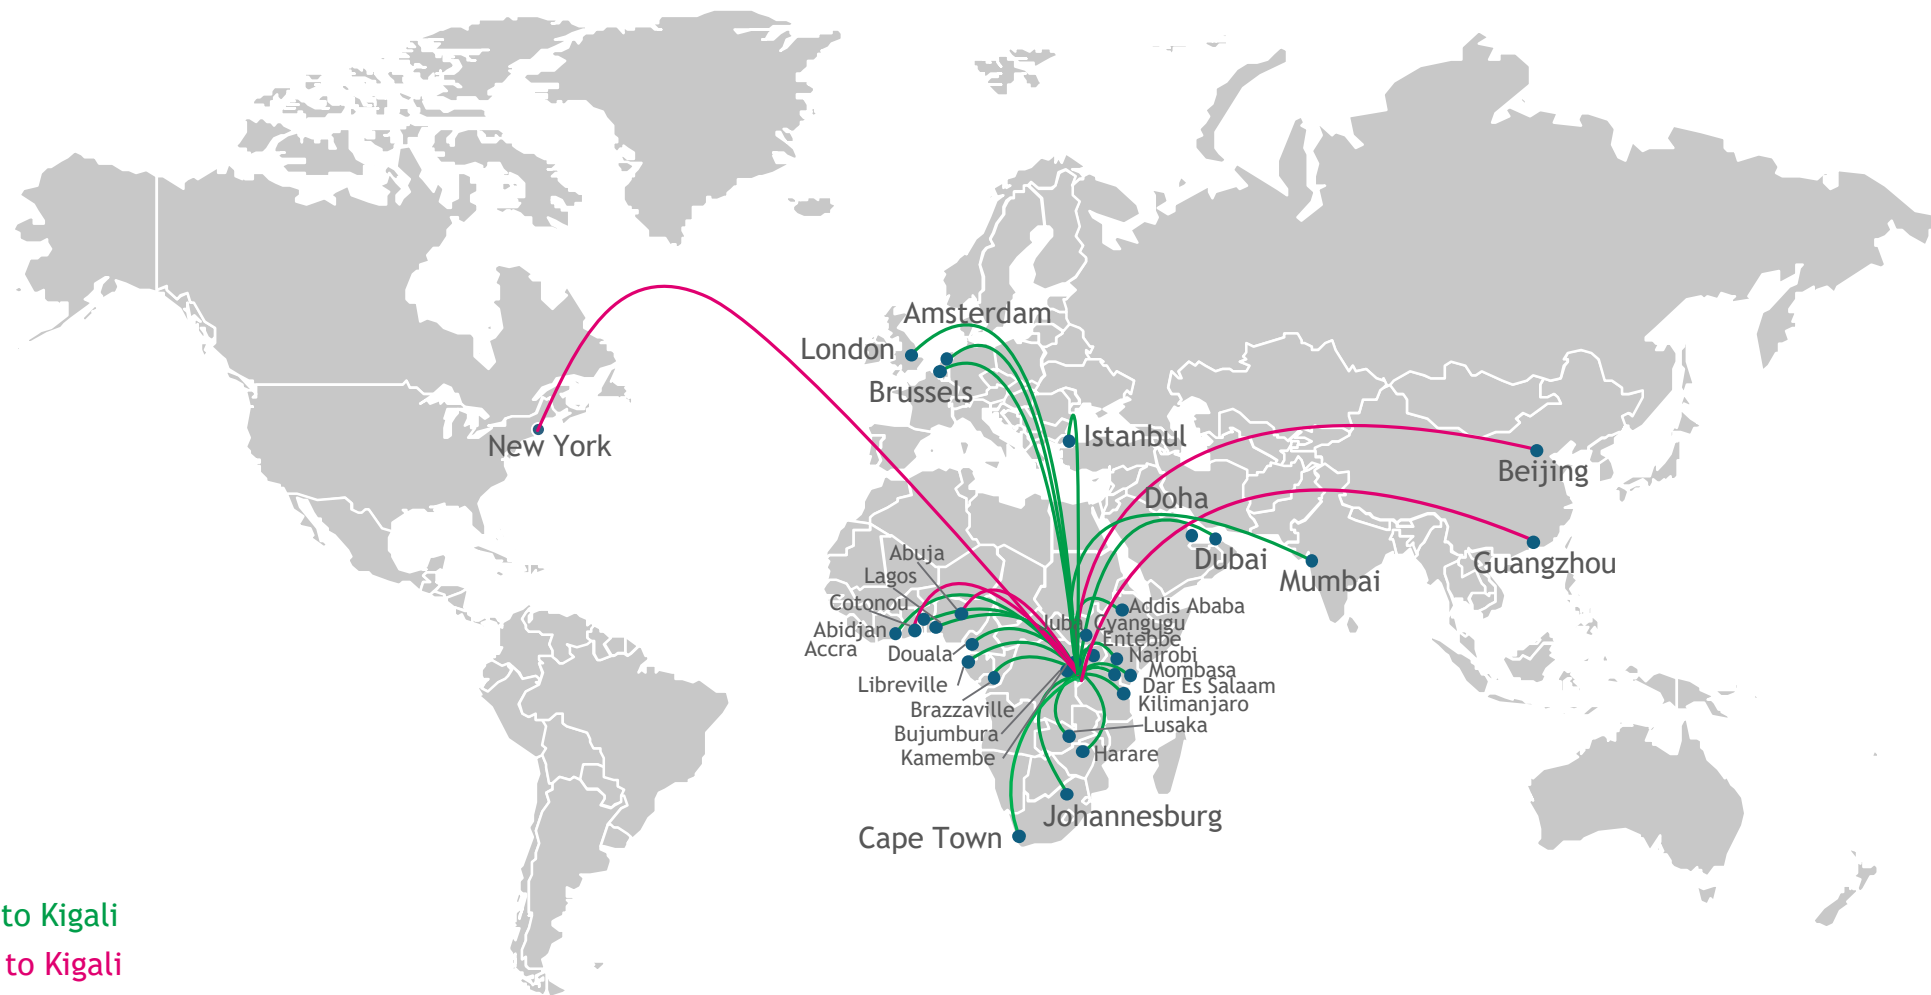 Amsterdam
London
Brussels
New York
Istanbul
Beijing
Doha
Dubai
Guangzhou
Mumbai
Abuja
Lagos
Cotonou
Abidjan
Accra
Douala
Libreville
Brazzaville
Bujumbura
Kamembe
Addis Ababa
Juba Cyangugu
Entebbe
Nairobi
Mombasa
Dar Es Salaam
Kilimanjaro
Lusaka
Harare
Johannesburg
Cape Town
to Kigali
to Kigali